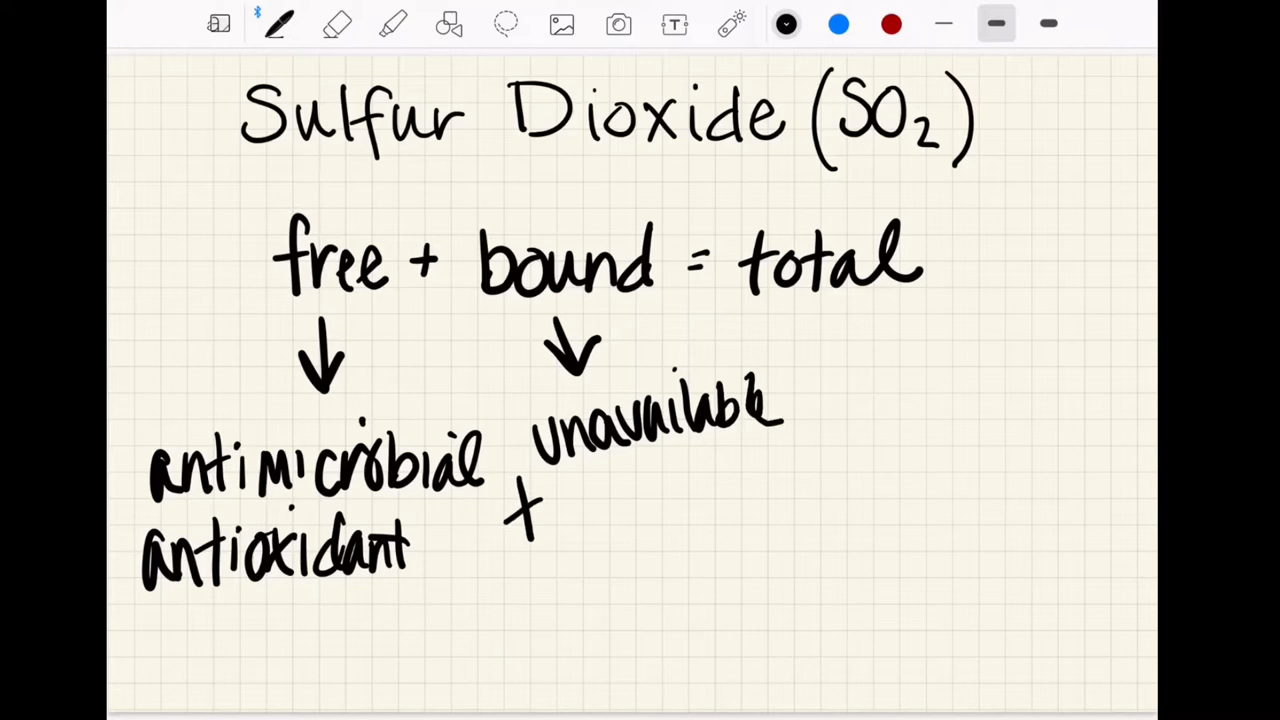 Sulfur Dioxide (SO₂)
free + bound = total
antimicrobial
unavailable
+
antioxidant